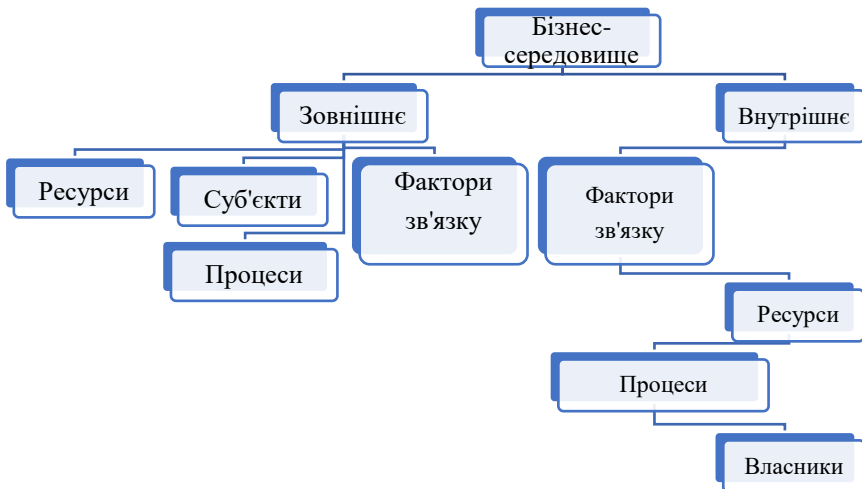 Бізнес-
середовище
Зовнішнє
Внутрішнє
Ресурси
Суб'єкти
Фактори
зв'язку
Фактори
зв'язку
Процеси
Ресурси
Процеси
Власники